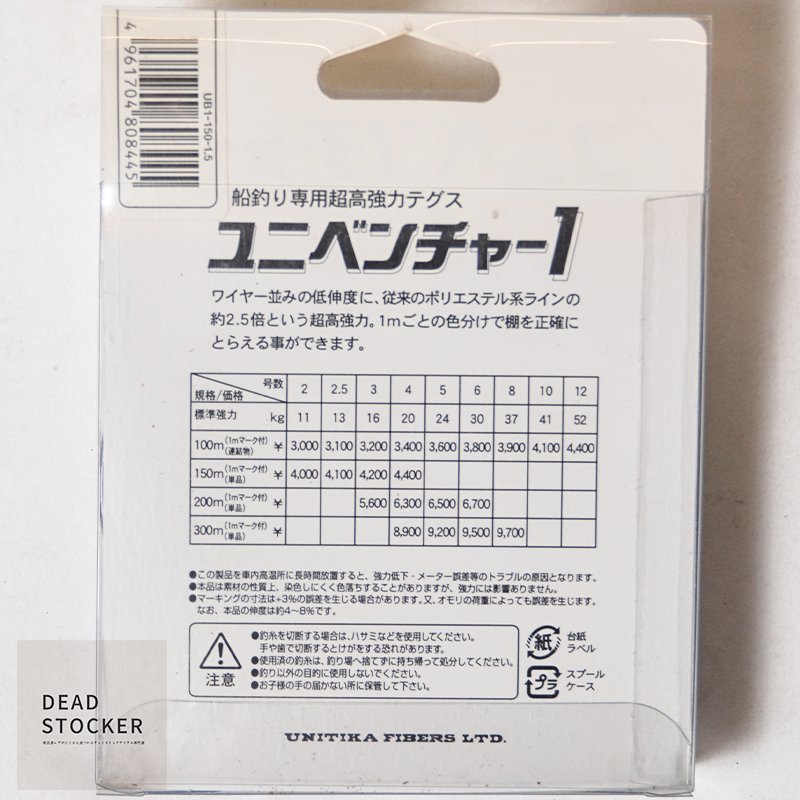 4 961704 808445
UB1-150-1.5
船釣り専用超高強力テグス
ユニベンチャー1
ワイヤー並みの低伸度に、従来のポリエステル系ラインの
約2.5倍という超高強力。1mごとの色分けで棚を正確に
とらえる事ができます。
規格/価格 号数 2 2.5 3 4 5 6 8 10 12
標準強力 kg 11 13 16 20 24 30 37 41 52
100m (1mマーク付)(連結物) ¥ 3,000 3,100 3,200 3,400 3,600 3,800 3,900 4,100 4,400
150m (1mマーク付)(単品) ¥ 4,000 4,100 4,200 4,400
200m (1mマーク付)(単品) ¥ 5,600 6,300 6,500 6,700
300m (1mマーク付)(単品) ¥ 8,900 9,200 9,500 9,700
●この製品を車内高温所に長時間放置すると、強力低下・メーター誤差等のトラブルの原因となります。
●本品は素材の性質上、染色しにくく色落ちすることがありますが、強力には影響ありません。
●マーキングの寸法は+3%の誤差を生じる場合があります。又、オモリの荷重によっても誤差を生じます。
なお、本品の伸度は約4〜8%です。
注意
●釣糸を切断する場合は、ハサミなどを使用してください。
手や歯で切断するとけがをする恐れがあります。
●使用済の釣糸は、釣り場へ捨てずに持ち帰って処分してください。
●釣り以外の目的に使用しないでください。
●お子様の手の届かない所に保管して下さい。
紙 台紙
ラベル
プラ スプール
ケース
UNITIKA FIBERS LTD.
DEAD
STOCKER